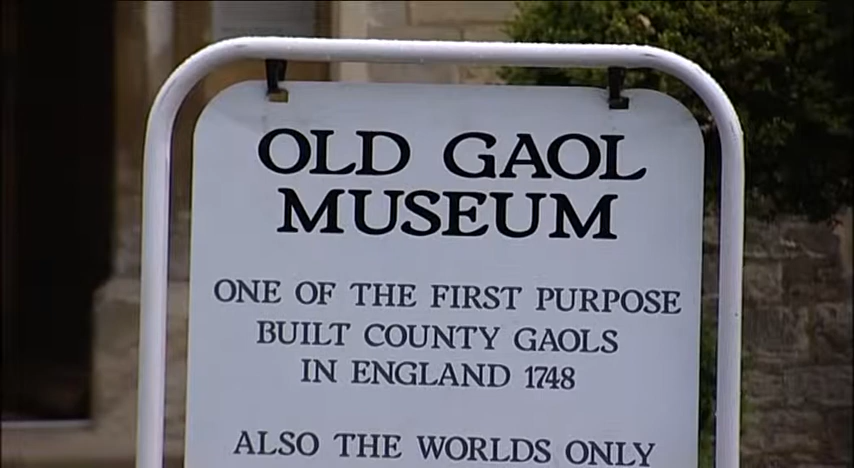 OLD GAOL
MUSEUM
ONE OF THE FIRST PURPOSE
BUILT COUNTY GAOLS
IN ENGLAND 1748
ALSO THE WORLDS ONLY